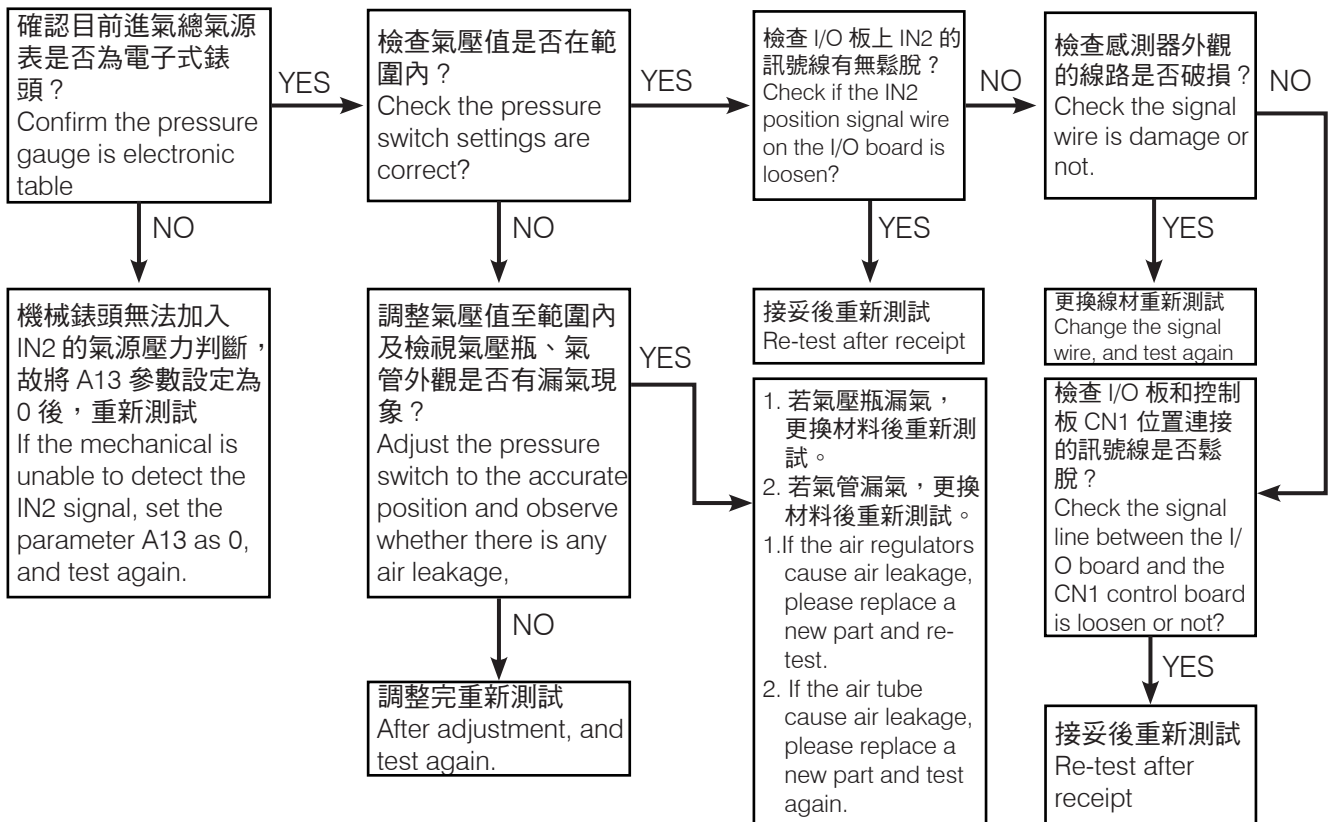 確認目前進氣總氣源
表是否為電子式錶
頭？
Confirm the pressure
gauge is electronic
table
YES
檢查氣壓值是否在範
圍內？
Check the pressure
switch settings are
correct?
YES
檢查 I/O 板上 IN2 的
訊號線有無鬆脫？
Check if the IN2
position signal wire
on the I/O board is
loosen?
NO
檢查感測器外觀
的線路是否破損？
Check the signal
wire is damage or
not.
NO
NO
NO
YES
YES
機械錶頭無法加入
IN2 的氣源壓力判斷，
故將 A13 參數設定為
0 後，重新測試
If the mechanical is
unable to detect the
IN2 signal, set the
parameter A13 as 0,
and test again.
調整氣壓值至範圍內
及檢視氣壓瓶、氣
管外觀是否有漏氣現
象？
Adjust the pressure
switch to the accurate
position and observe
whether there is any
air leakage,
YES
接妥後重新測試
Re-test after receipt
更換線材重新測試
Change the signal
wire, and test again
1. 若氣壓瓶漏氣，
更換材料後重新測
試。
2. 若氣管漏氣，更換
材料後重新測試。
1.If the air regulators
cause air leakage,
please replace a
new part and re-
test.
2. If the air tube
cause air leakage,
please replace a
new part and test
again.
檢查 I/O 板和控制
板 CN1 位置連接
的訊號線是否鬆
脫？
Check the signal
line between the I/
O board and the
CN1 control board
is loosen or not?
NO
YES
調整完重新測試
After adjustment, and
test again.
接妥後重新測試
Re-test after
receipt